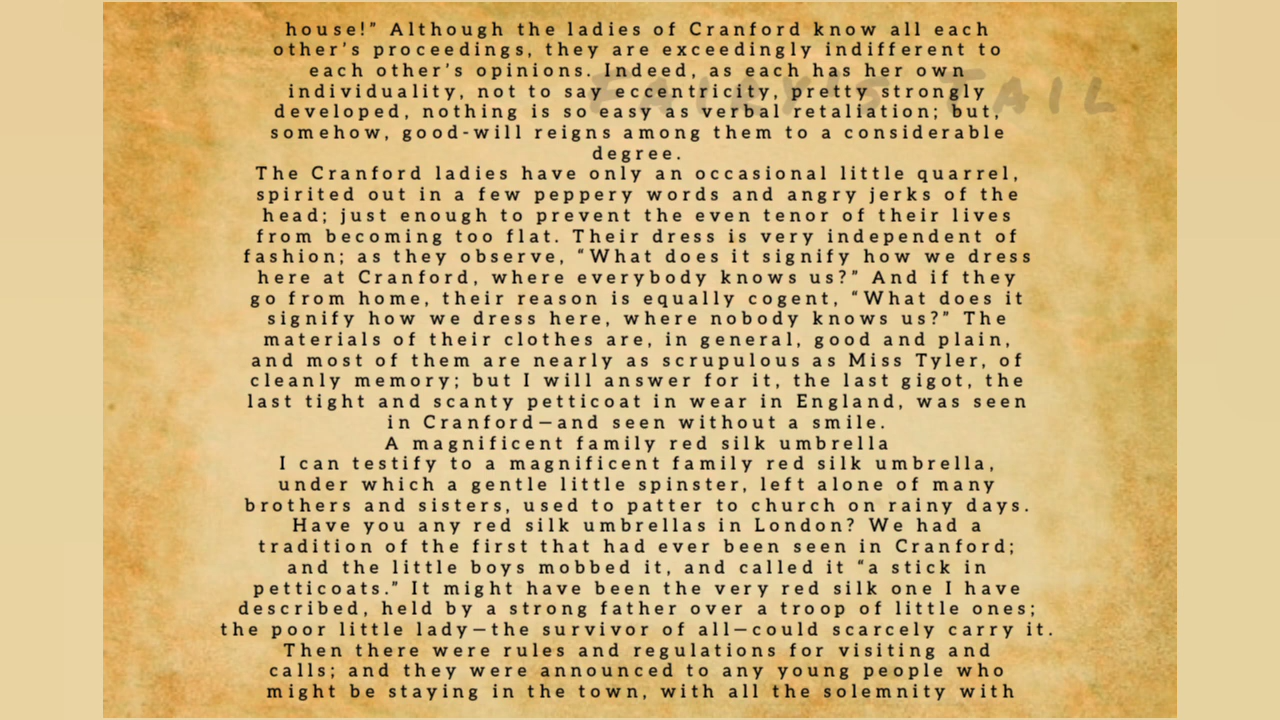 house!” Although the ladies of Cranford know all each
other’s proceedings, they are exceedingly indifferent to
each other’s opinions. Indeed, as each has her own
individuality, not to say eccentricity, pretty strongly
developed, nothing is so easy as verbal retaliation; but,
somehow, good-will reigns among them to a considerable
degree.
The Cranford ladies have only an occasional little quarrel,
spirited out in a few peppery words and angry jerks of the
head; just enough to prevent the even tenor of their lives
from becoming too flat. Their dress is very independent of
fashion; as they observe, “What does it signify how we dress
here at Cranford, where everybody knows us?” And if they
go from home, their reason is equally cogent, “What does it
signify how we dress here, where nobody knows us?” The
materials of their clothes are, in general, good and plain,
and most of them are nearly as scrupulous as Miss Tyler, of
cleanly memory; but I will answer for it, the last gigot, the
last tight and scanty petticoat in wear in England, was seen
in Cranford—and seen without a smile.
A magnificent family red silk umbrella
I can testify to a magnificent family red silk umbrella,
under which a gentle little spinster, left alone of many
brothers and sisters, used to patter to church on rainy days.
Have you any red silk umbrellas in London? We had a
tradition of the first that had ever been seen in Cranford;
and the little boys mobbed it, and called it “a stick in
petticoats.” It might have been the very red silk one I have
described, held by a strong father over a troop of little ones;
the poor little lady—the survivor of all—could scarcely carry it.
Then there were rules and regulations for visiting and
calls; and they were announced to any young people who
might be staying in the town, with all the solemnity with